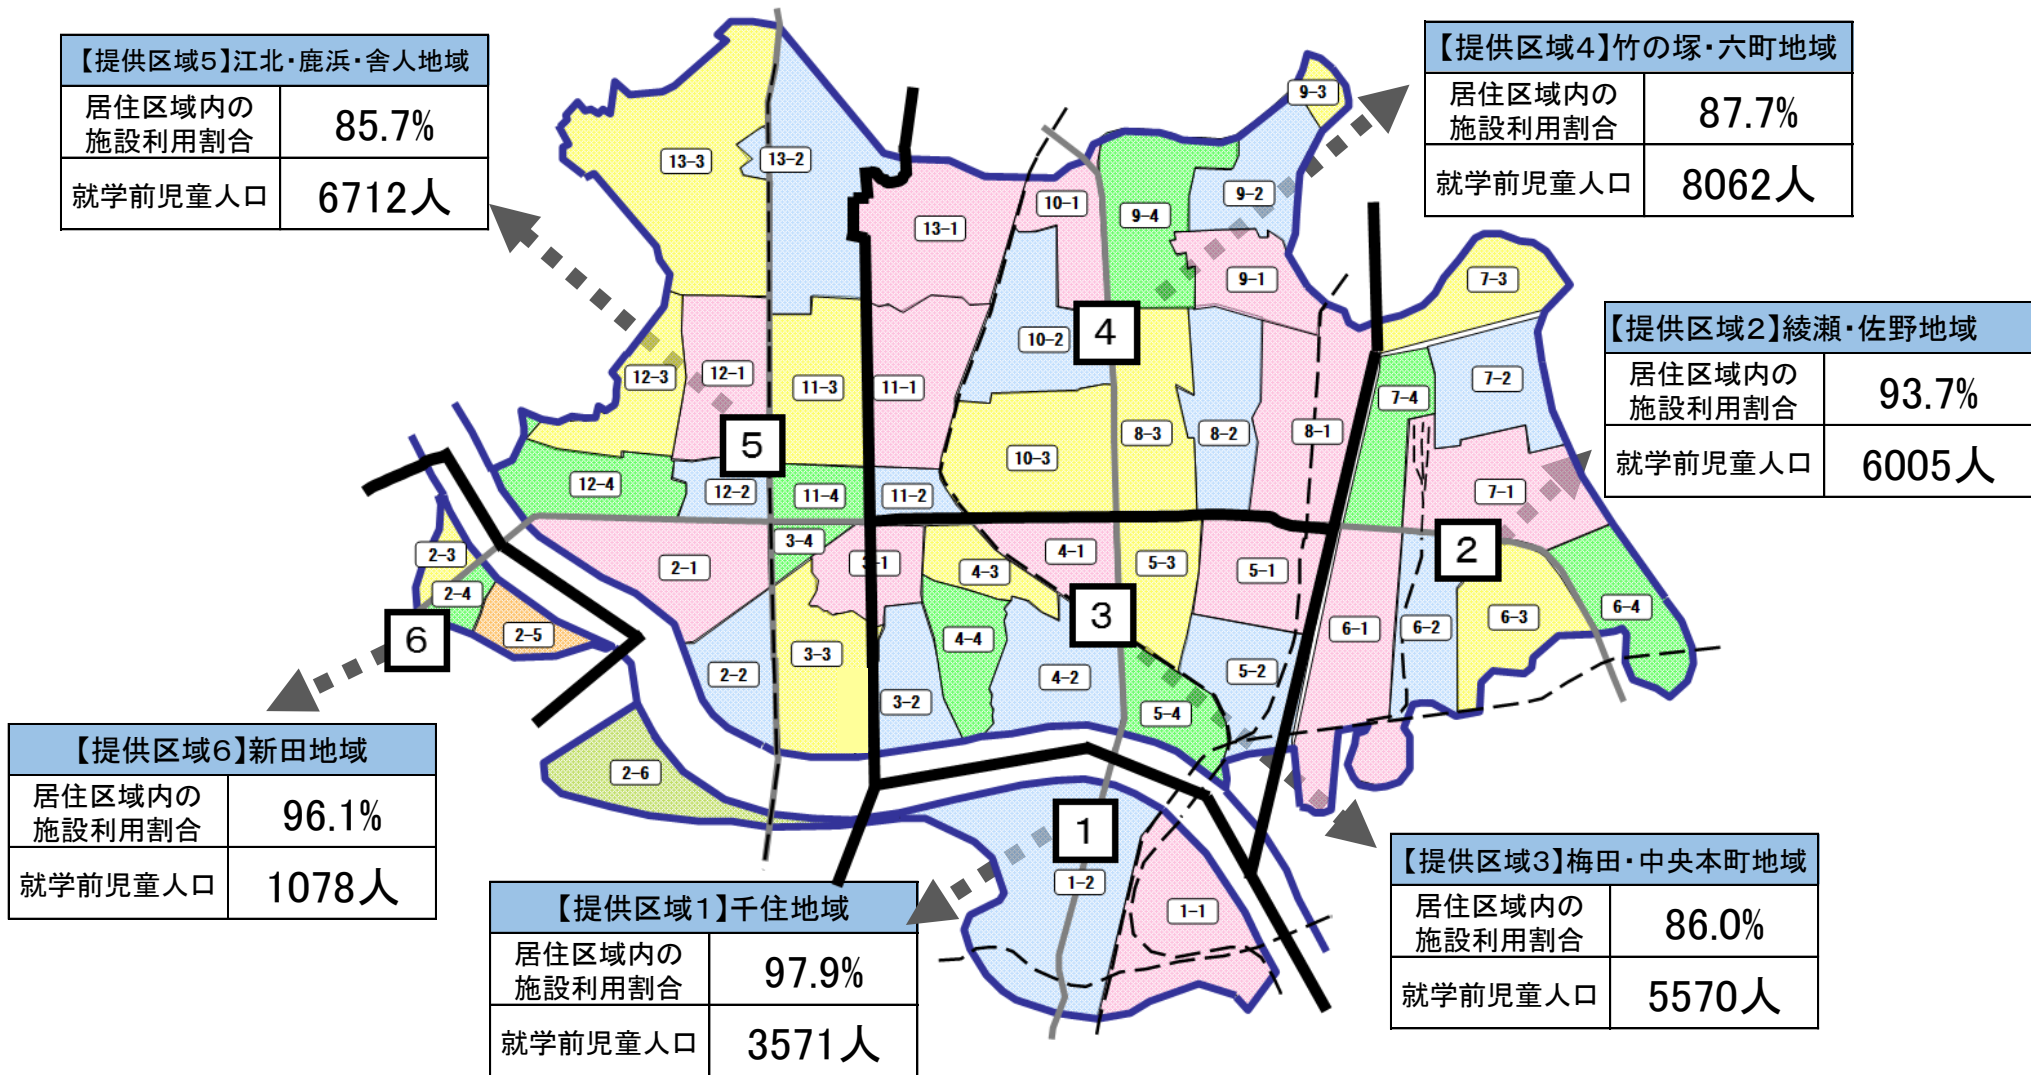 【提供区域5】江北・鹿浜・舎人地域
居住区域内の
施設利用割合
85.7%
就学前児童人口
6712人
【提供区域4】竹の塚・六町地域
居住区域内の
施設利用割合
87.7%
就学前児童人口
8062人
【提供区域2】綾瀬・佐野地域
居住区域内の
施設利用割合
93.7%
就学前児童人口
6005人
【提供区域6】新田地域
居住区域内の
施設利用割合
96.1%
就学前児童人口
1078人
【提供区域1】千住地域
居住区域内の
施設利用割合
97.9%
就学前児童人口
3571人
【提供区域3】梅田・中央本町地域
居住区域内の
施設利用割合
86.0%
就学前児童人口
5570人
9-3
13-3
13-2
9-2
10-1
9-4
13-1
9-1
7-3
4
10-2
12-3
12-1
11-3
11-1
7-2
7-4
5
8-3
8-2
8-1
10-3
12-4
12-2
11-4
11-2
7-1
2-3
2-1
3-4
3-1
4-3
4-1
5-3
5-1
2
2-4
2-5
6
3
6-4
6-3
6-2
6-1
4-4
3-3
2-2
4-2
5-2
3-2
5-4
2-6
1
1-2
1-1